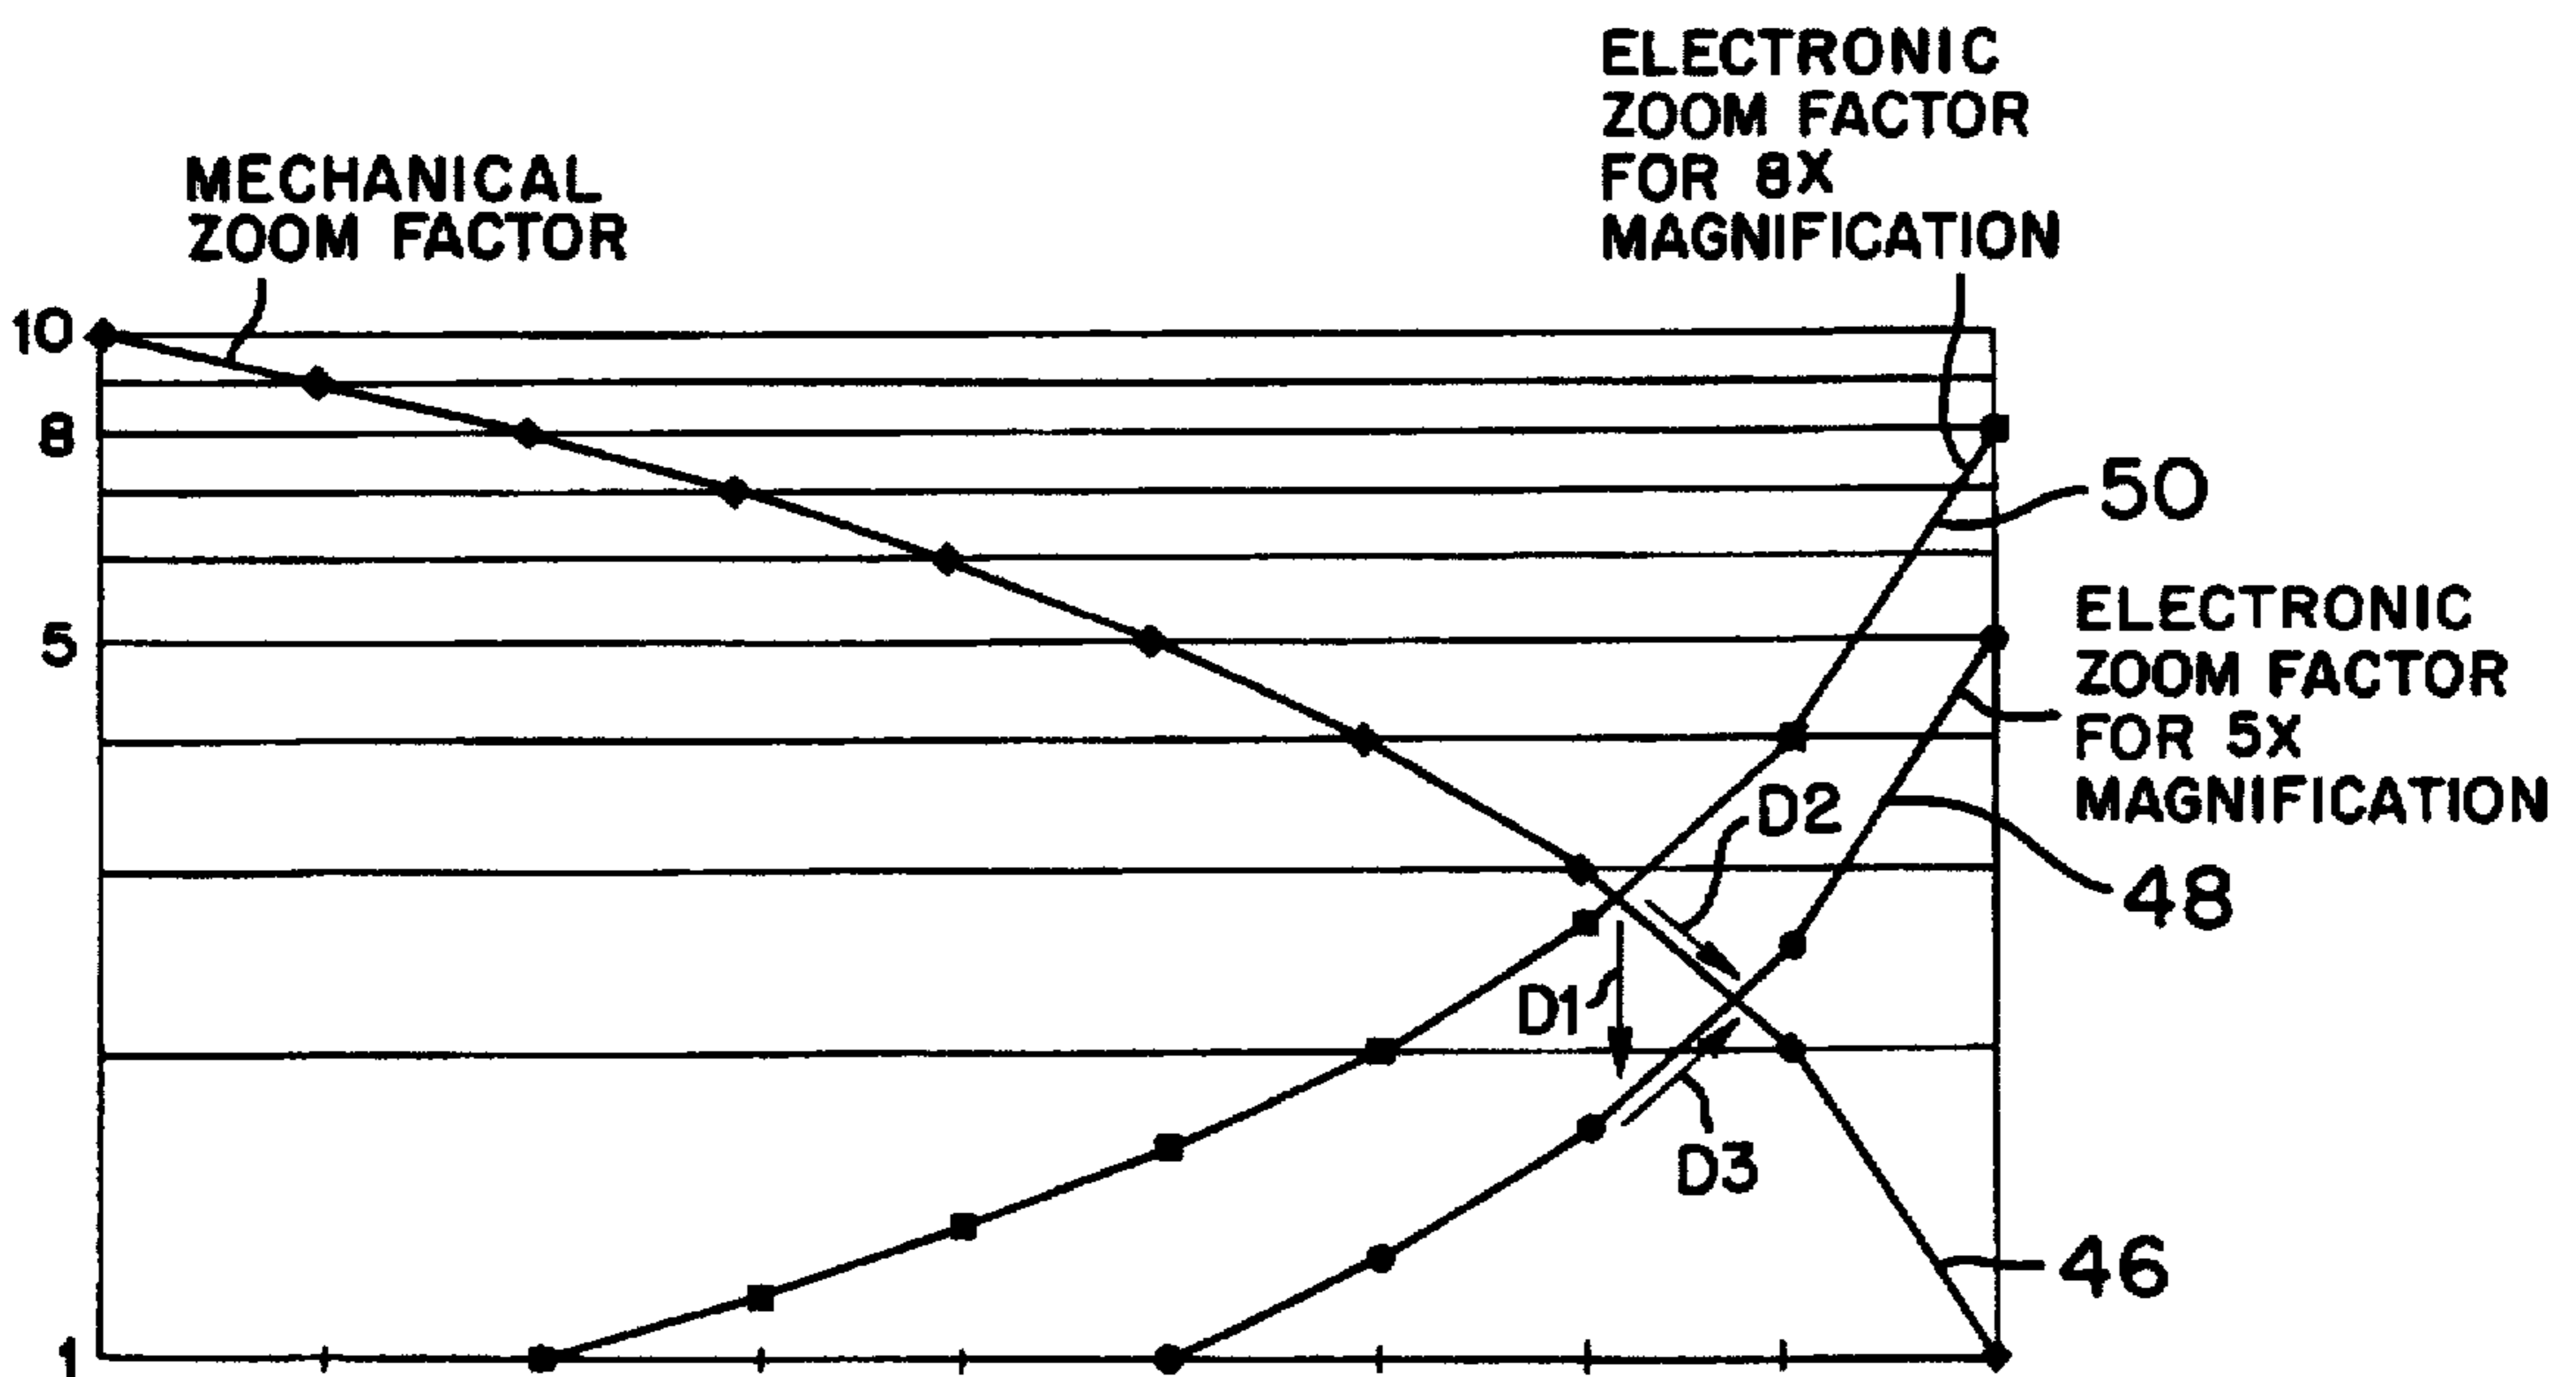 ELECTRONIC
ZOOM FACTOR
FOR 8X
MAGNIFICATION
MECHANICAL
ZOOM FACTOR
10
8
50
5
ELECTRONIC
ZOOM FACTOR
FOR 5X
MAGNIFICATION
D2
48
D1
D3
46
1